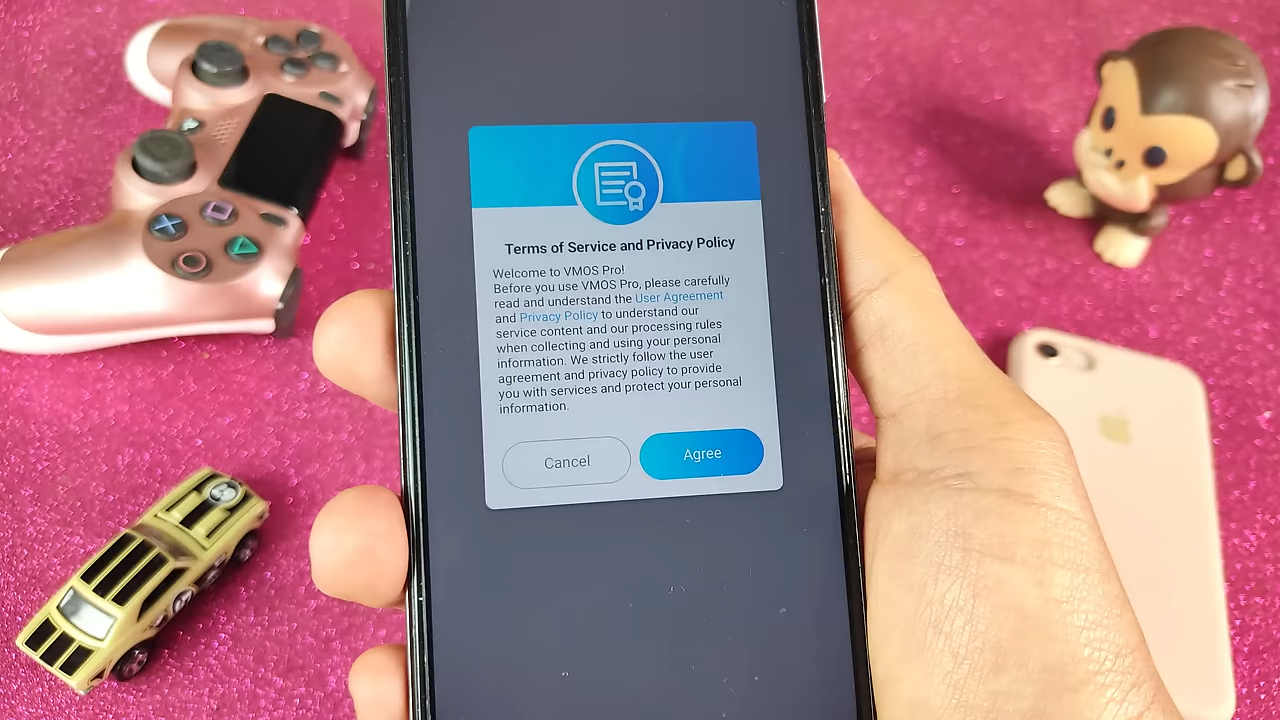 Terms of Service and Privacy Policy
Welcome to VMOS Pro!
Before you use VMOS Pro, please carefully
read and understand the User Agreement
and Privacy Policy to understand our
service content and our processing rules
when collecting and using your personal
information. We strictly follow the user
agreement and privacy policy to provide
you with services and protect your personal
information.
Cancel
Agree